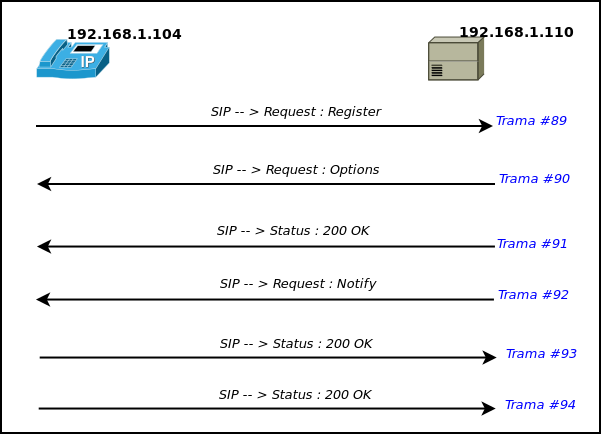 192.168.1.104
192.168.1.110
IP
SIP -- > Request : Register
Trama #89
SIP -- > Request : Options
Trama #90
SIP -- > Status : 200 OK
Trama #91
SIP -- > Request : Notify
Trama #92
SIP -- > Status : 200 OK
Trama #93
SIP -- > Status : 200 OK
Trama #94